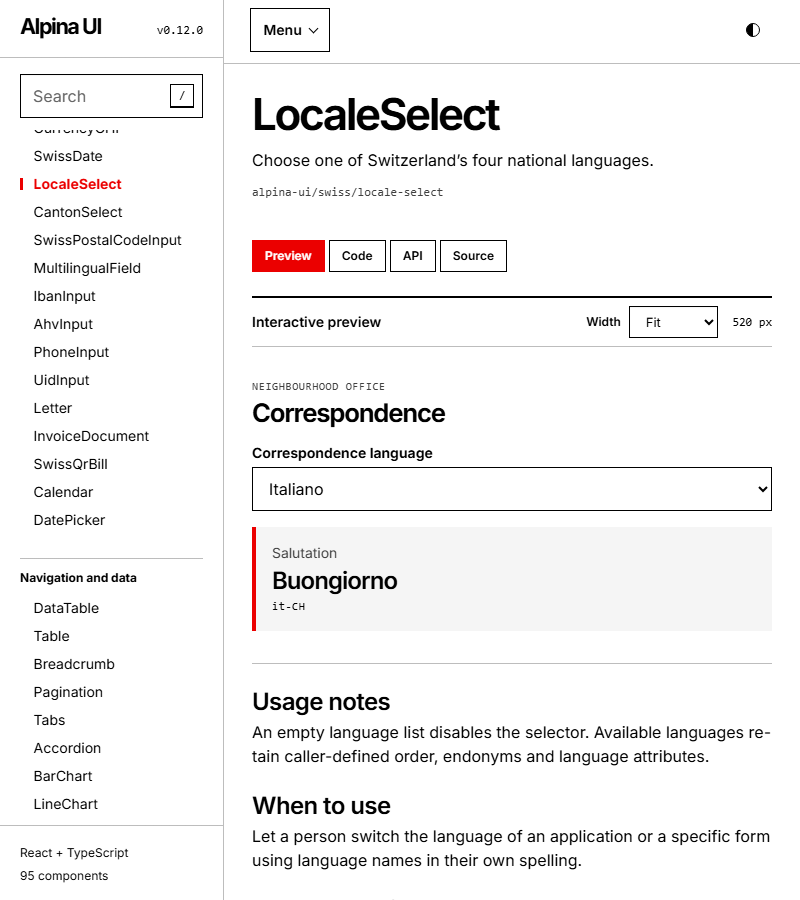 Alpina UI
v0.12.0
Search
/
CurrencyCHF
SwissDate
LocaleSelect
CantonSelect
SwissPostalCodeInput
MultilingualField
IbanInput
AhvInput
PhoneInput
UidInput
Letter
InvoiceDocument
SwissQrBill
Calendar
DatePicker
Navigation and data
DataTable
Table
Breadcrumb
Pagination
Tabs
Accordion
BarChart
LineChart
React + TypeScript
95 components
Menu
LocaleSelect
Choose one of Switzerland’s four national languages.
alpina-ui/swiss/locale-select
Preview
Code
API
Source
Interactive preview
Width
Fit
520 px
NEIGHBOURHOOD OFFICE
Correspondence
Correspondence language
Italiano
Salutation
Buongiorno
it-CH
Usage notes
An empty language list disables the selector. Available languages re-
tain caller-defined order, endonyms and language attributes.
When to use
Let a person switch the language of an application or a specific form
using language names in their own spelling.